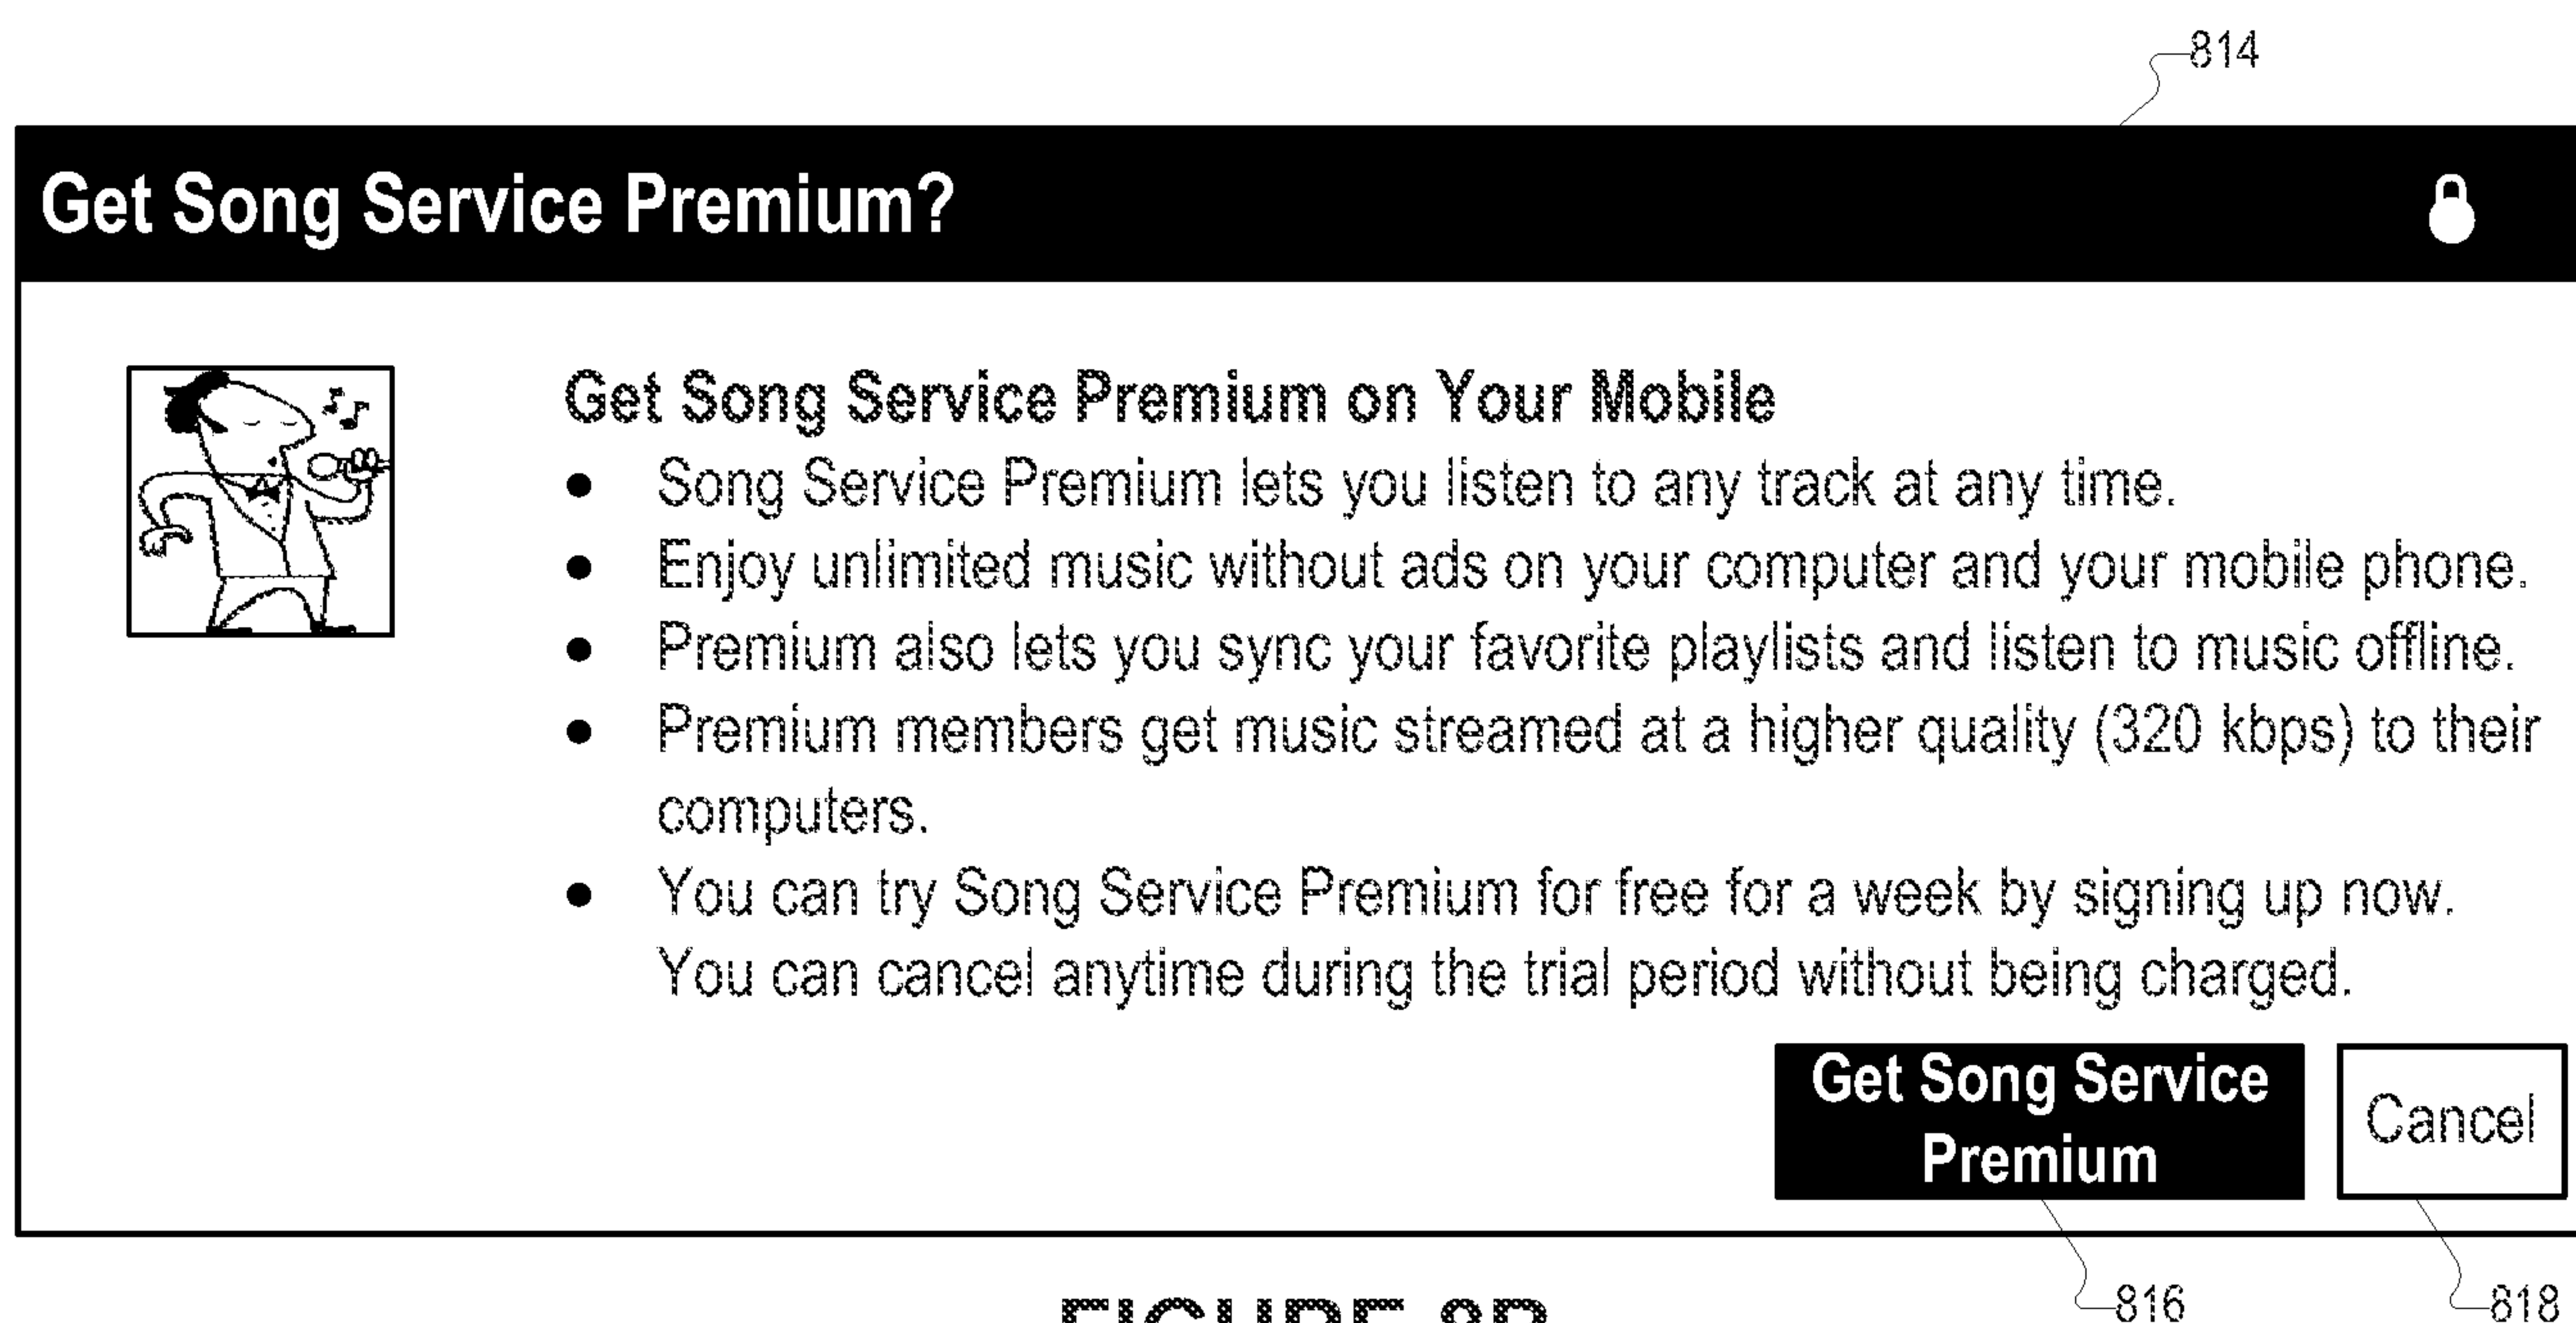 814
Get Song Service Premium?
Get Song Service Premium on Your Mobile
• Song Service Premium lets you listen to any track at any time.
• Enjoy unlimited music without ads on your computer and your mobile phone.
• Premium also lets you sync your favorite playlists and listen to music offline.
• Premium members get music streamed at a higher quality (320 kbps) to their
computers.
• You can try Song Service Premium for free for a week by signing up now.
You can cancel anytime during the trial period without being charged.
Get Song Service
Premium
Cancel
816
818
FIGURE